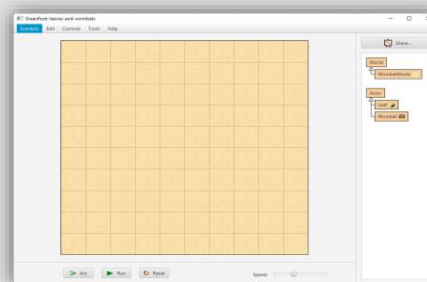 Greenfoot: leaves-and-wombats
Scenario Edit Controls Tools Help
Share...
World
WombatWorld
Actor
Leaf
Wombat
Act Run Reset Speed: